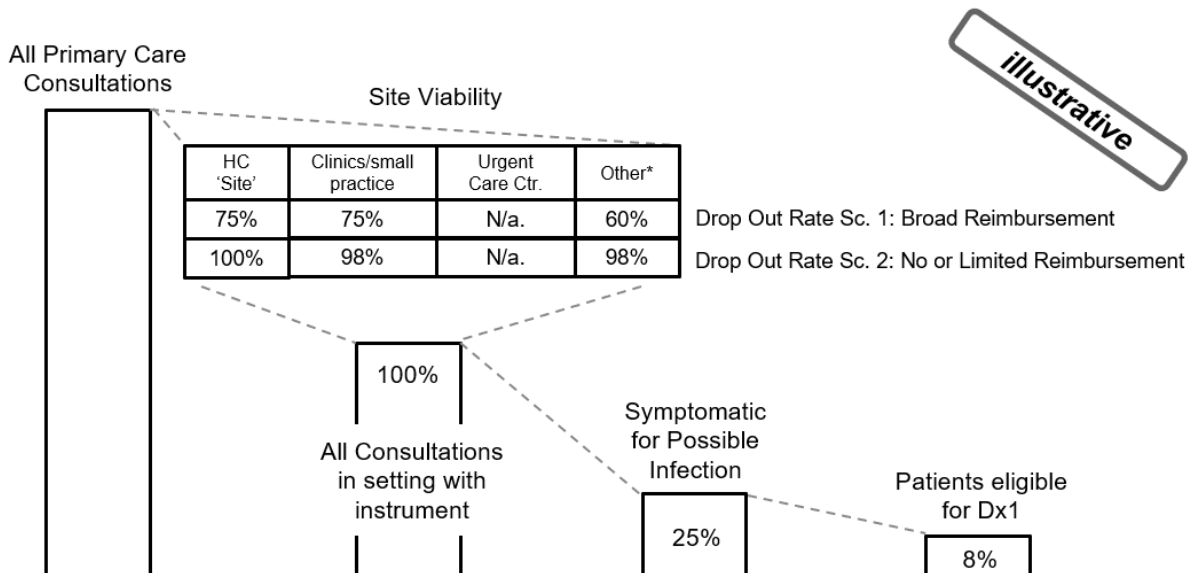 illustrative
All Primary Care
Consultations
Site Viability
HC
‘Site’
Clinics/small
practice
Urgent
Care Ctr.
Other*
75%
75%
N/a.
60%
Drop Out Rate Sc. 1: Broad Reimbursement
100%
98%
N/a.
98%
Drop Out Rate Sc. 2: No or Limited Reimbursement
100%
All Consultations
in setting with
instrument
Symptomatic
for Possible
Infection
25%
Patients eligible
for Dx1
8%